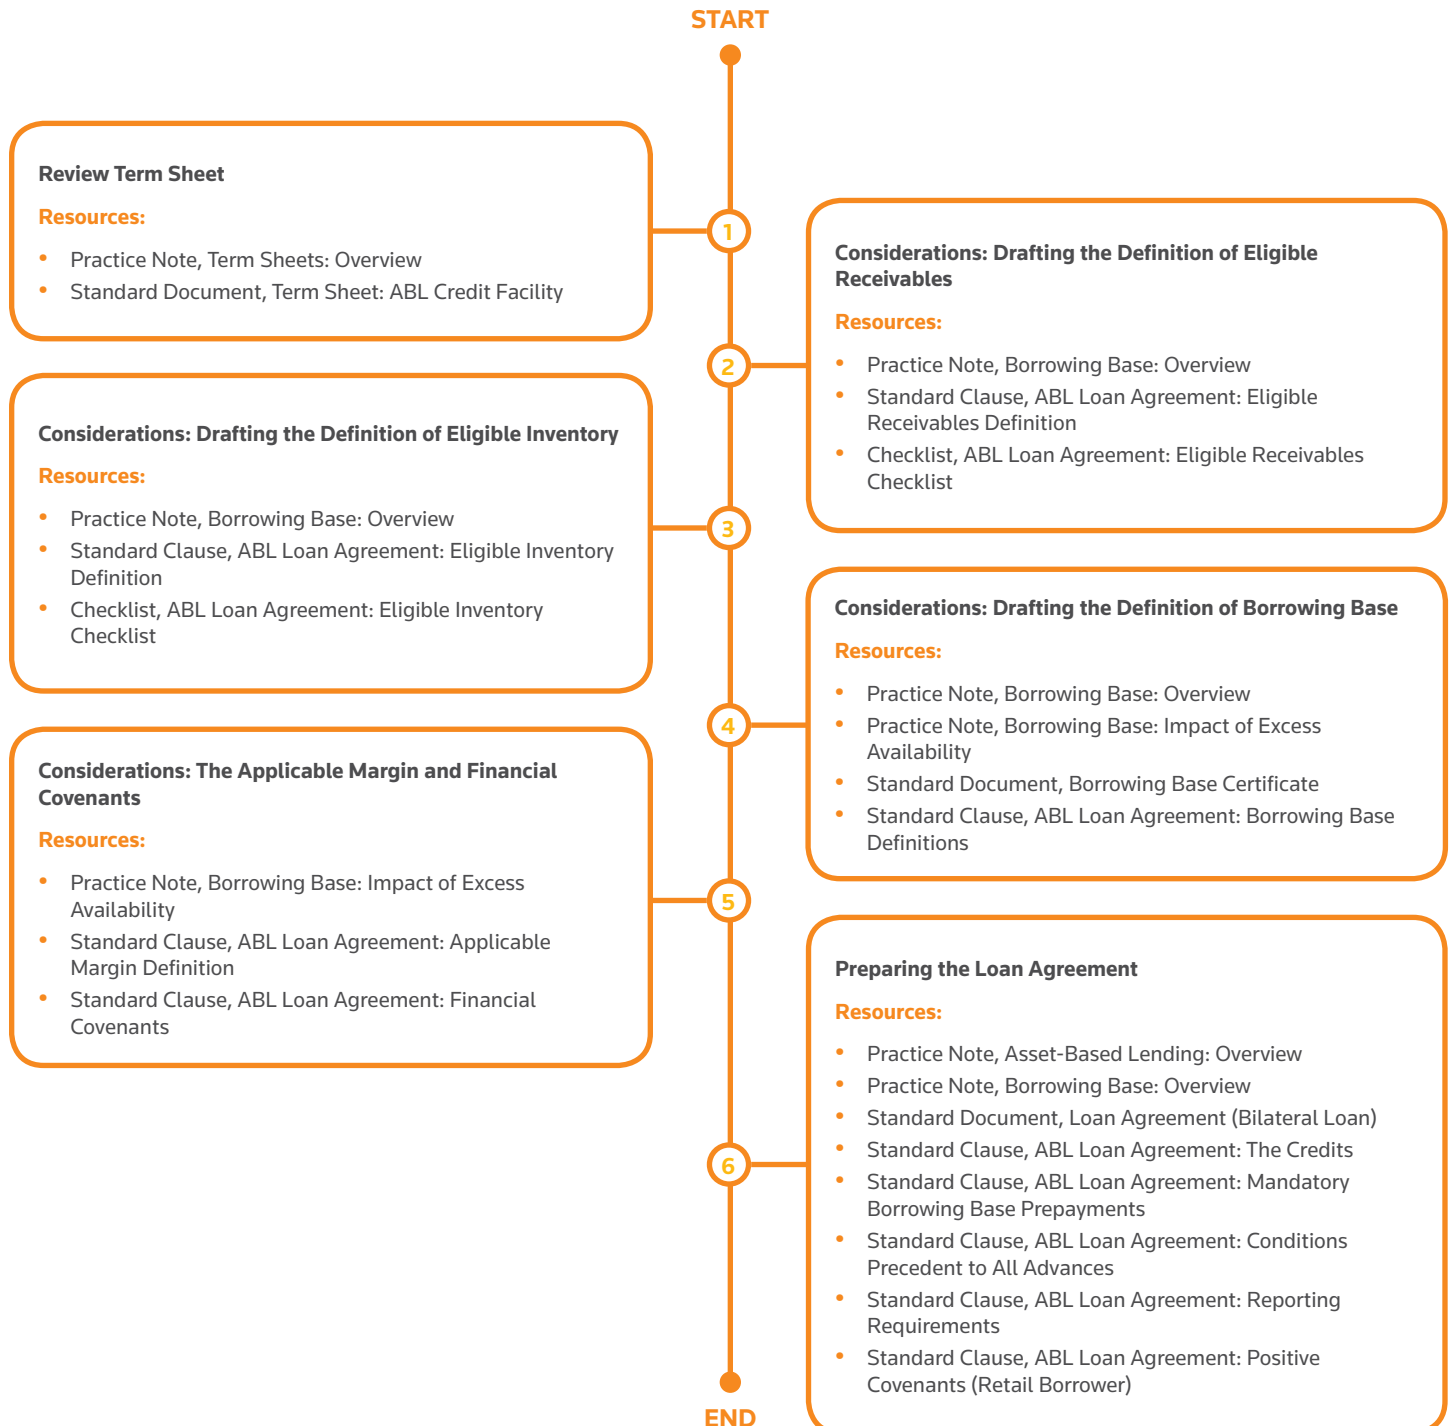 START
1
Review Term Sheet
Resources:
• Practice Note, Term Sheets: Overview
• Standard Document, Term Sheet: ABL Credit Facility
2
Considerations: Drafting the Definition of Eligible
Receivables
Resources:
• Practice Note, Borrowing Base: Overview
• Standard Clause, ABL Loan Agreement: Eligible
Receivables Definition
• Checklist, ABL Loan Agreement: Eligible Receivables
Checklist
3
Considerations: Drafting the Definition of Eligible Inventory
Resources:
• Practice Note, Borrowing Base: Overview
• Standard Clause, ABL Loan Agreement: Eligible Inventory
Definition
• Checklist, ABL Loan Agreement: Eligible Inventory
Checklist
4
Considerations: Drafting the Definition of Borrowing Base
Resources:
• Practice Note, Borrowing Base: Overview
• Practice Note, Borrowing Base: Impact of Excess
Availability
• Standard Document, Borrowing Base Certificate
• Standard Clause, ABL Loan Agreement: Borrowing Base
Definitions
5
Considerations: The Applicable Margin and Financial
Covenants
Resources:
• Practice Note, Borrowing Base: Impact of Excess
Availability
• Standard Clause, ABL Loan Agreement: Applicable
Margin Definition
• Standard Clause, ABL Loan Agreement: Financial
Covenants
6
Preparing the Loan Agreement
Resources:
• Practice Note, Asset-Based Lending: Overview
• Practice Note, Borrowing Base: Overview
• Standard Document, Loan Agreement (Bilateral Loan)
• Standard Clause, ABL Loan Agreement: The Credits
• Standard Clause, ABL Loan Agreement: Mandatory
Borrowing Base Prepayments
• Standard Clause, ABL Loan Agreement: Conditions
Precedent to All Advances
• Standard Clause, ABL Loan Agreement: Reporting
Requirements
• Standard Clause, ABL Loan Agreement: Positive
Covenants (Retail Borrower)
END